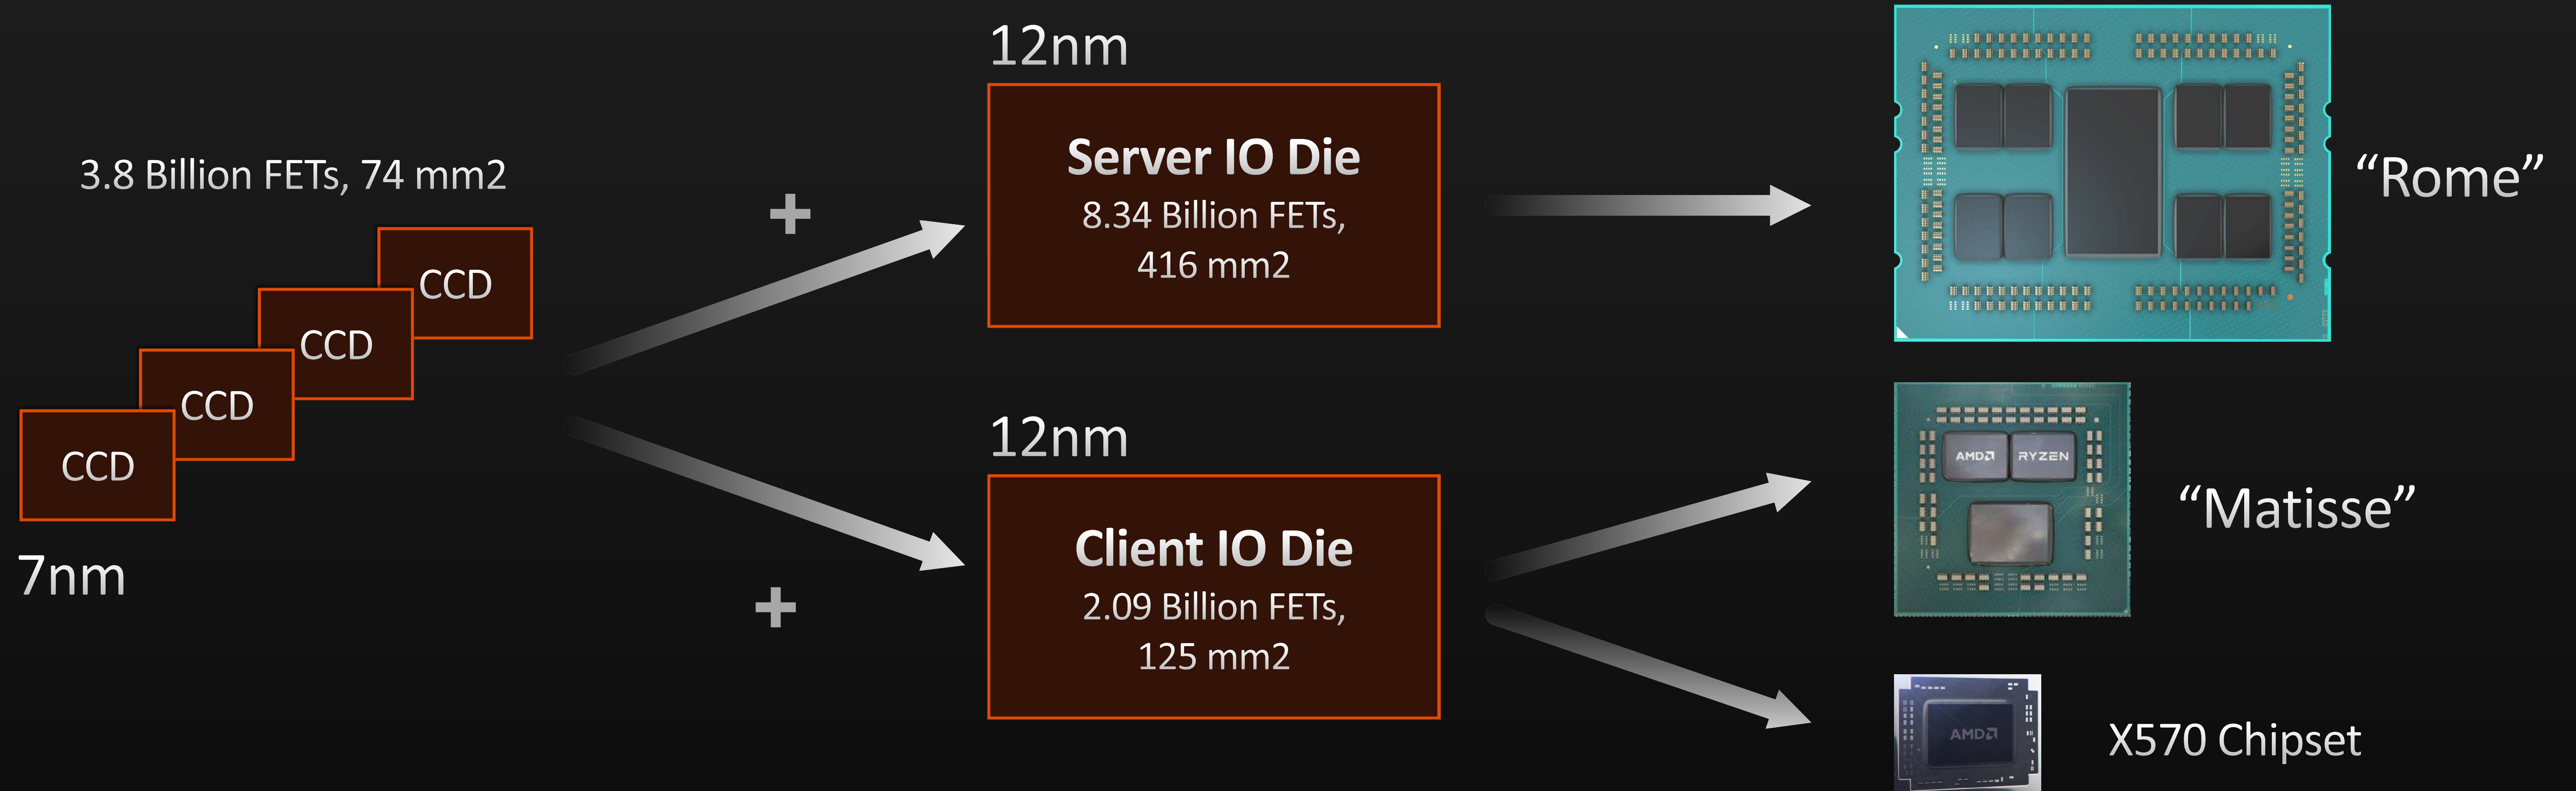 3.8 Billion FETs, 74 mm2
CCD
CCD
CCD
CCD
7nm
+
+
12nm
Server IO Die
8.34 Billion FETs,
416 mm2
12nm
Client IO Die
2.09 Billion FETs,
125 mm2
"Rome"
AMD RYZEN
"Matisse"
AMD
X570 Chipset